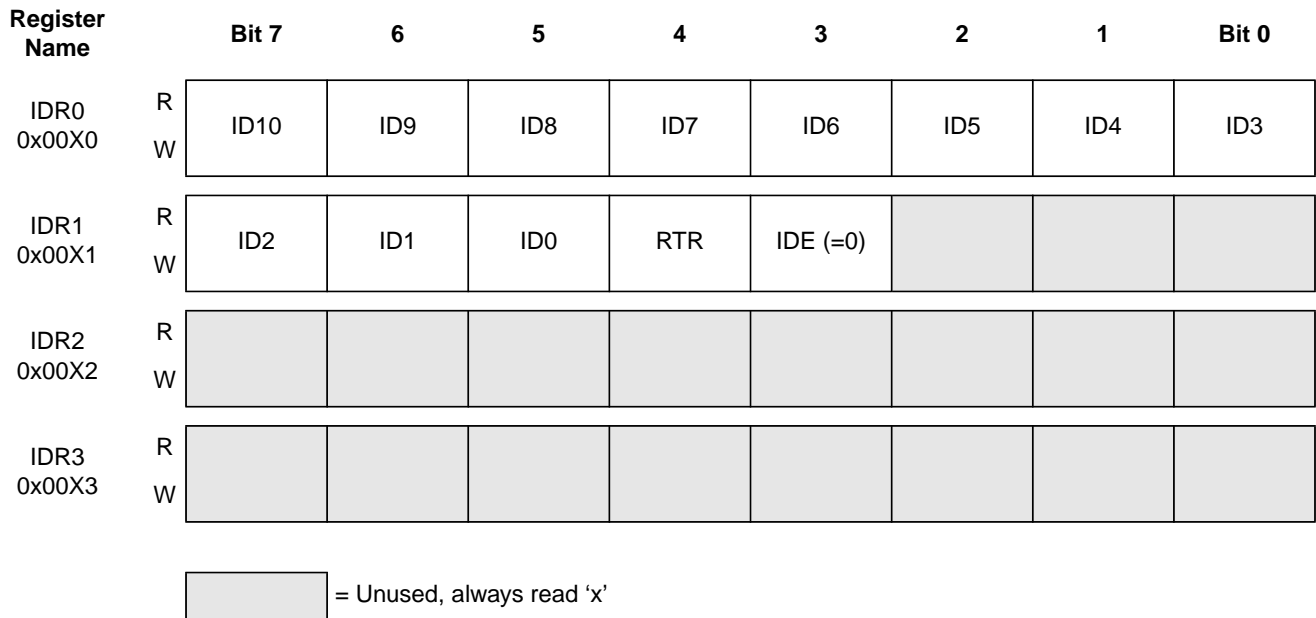 Register Name Bit 7 6 5 4 3 2 1 Bit 0
IDR0 0x00X0 R W ID10 ID9 ID8 ID7 ID6 ID5 ID4 ID3
IDR1 0x00X1 R W ID2 ID1 ID0 RTR IDE (=0)
IDR2 0x00X2 R W
IDR3 0x00X3 R W
= Unused, always read ‘x’